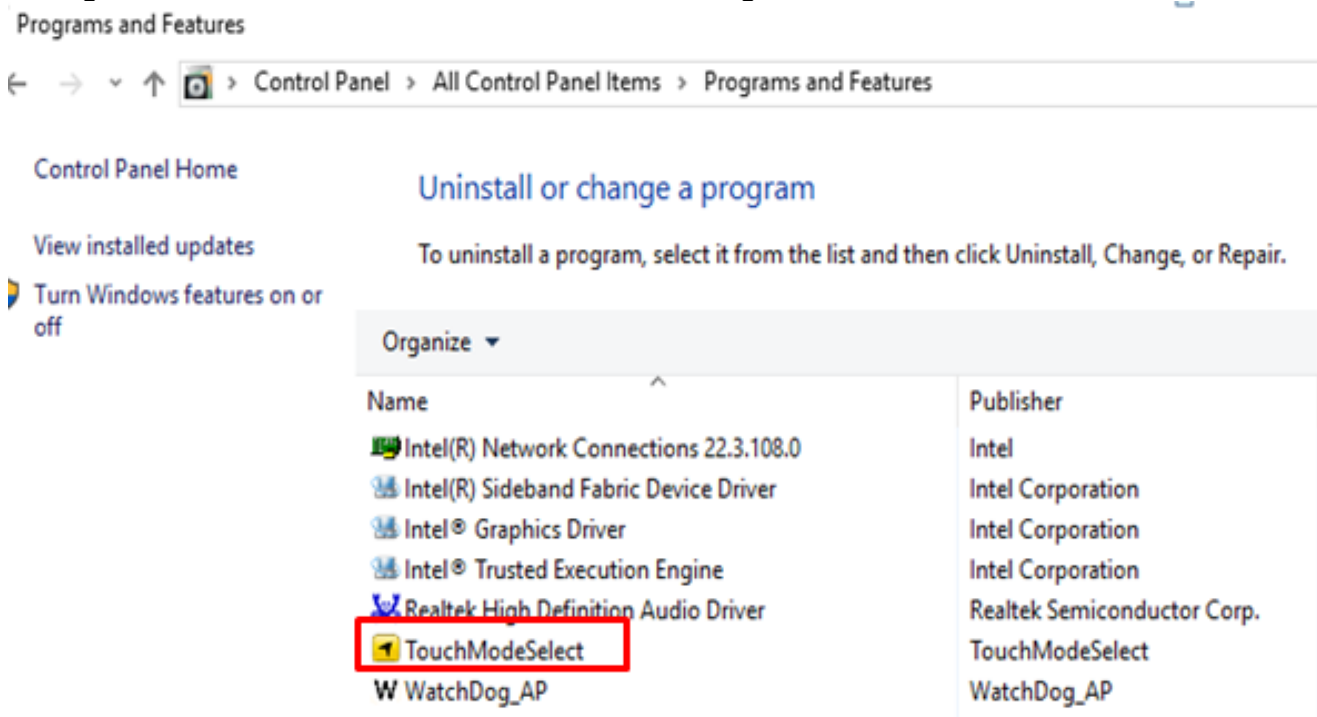 Programs and Features
Control Panel > All Control Panel Items > Programs and Features
Control Panel Home
View installed updates
Turn Windows features on or
off
Uninstall or change a program
To uninstall a program, select it from the list and then click Uninstall, Change, or Repair.
Organize
Name Publisher
Intel(R) Network Connections 22.3.108.0 Intel
Intel(R) Sideband Fabric Device Driver Intel Corporation
Intel® Graphics Driver Intel Corporation
Intel® Trusted Execution Engine Intel Corporation
Realtek High Definition Audio Driver Realtek Semiconductor Corp.
TouchModeSelect TouchModeSelect
W WatchDog_AP WatchDog_AP